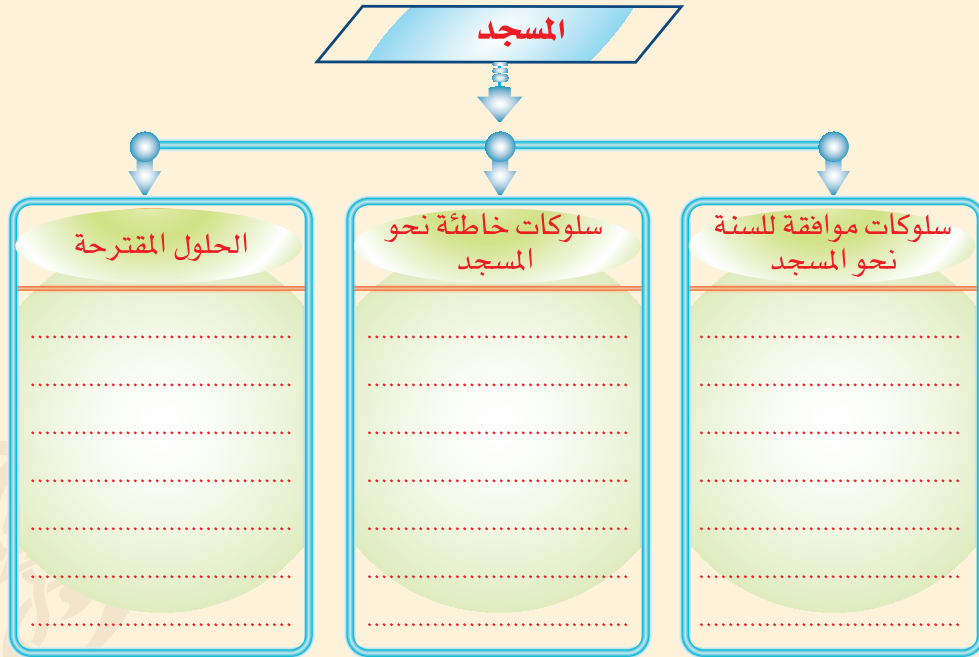 المسجد
سلوكات موافقة للسنة
نحو المسجد
سلوكات خاطئة نحو
المسجد
الحلول المقترحة